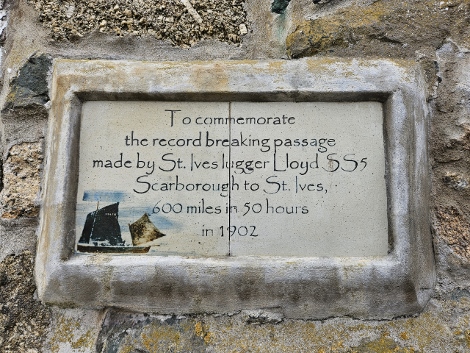 To commemorate
the record breaking passage
made by St. Ives lugger Lloyd SS5
Scarborough to St. Ives,
600 miles in 50 hours
in 1902